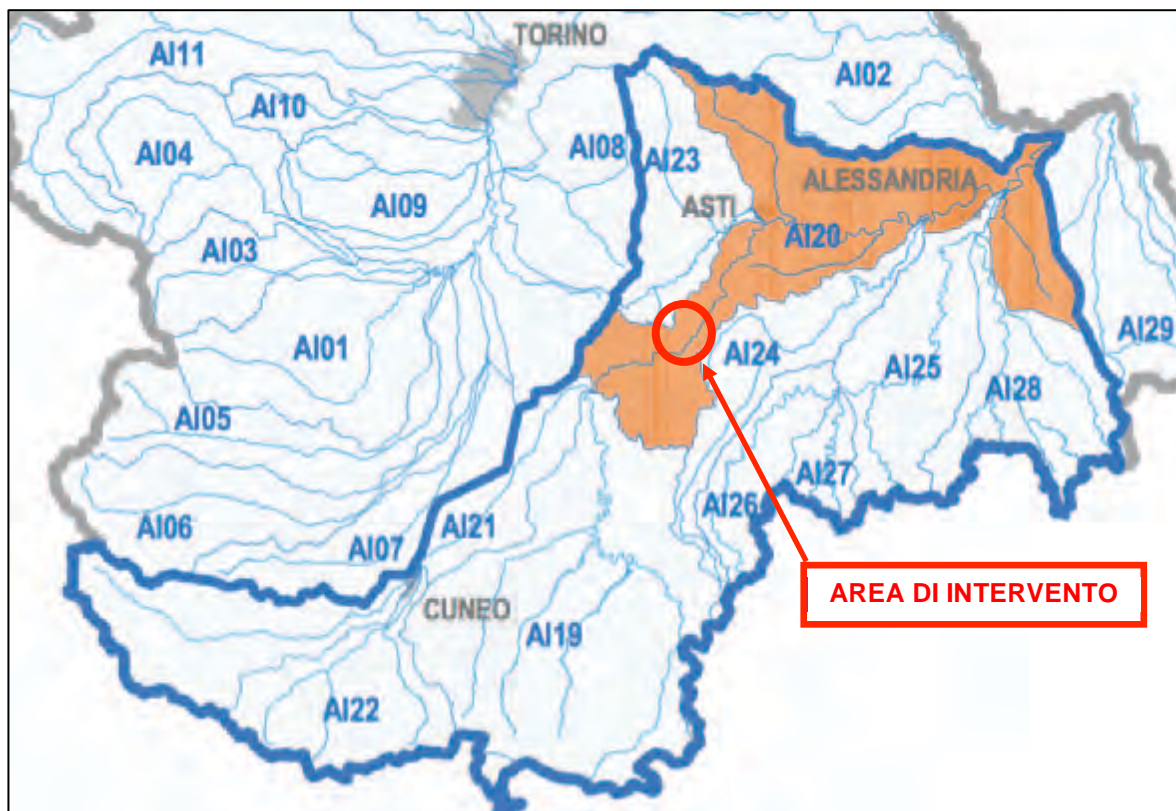 TORINO
AI11
AI02
AI10
AI04
AI08
AI23
ALESSANDRIA
AI09
ASTI
AI20
AI03
AI01
AI24
AI29
AI25
AI28
AI05
AI27
AI26
AI06
AI21
AI07
AREA DI INTERVENTO
CUNEO
AI19
AI22